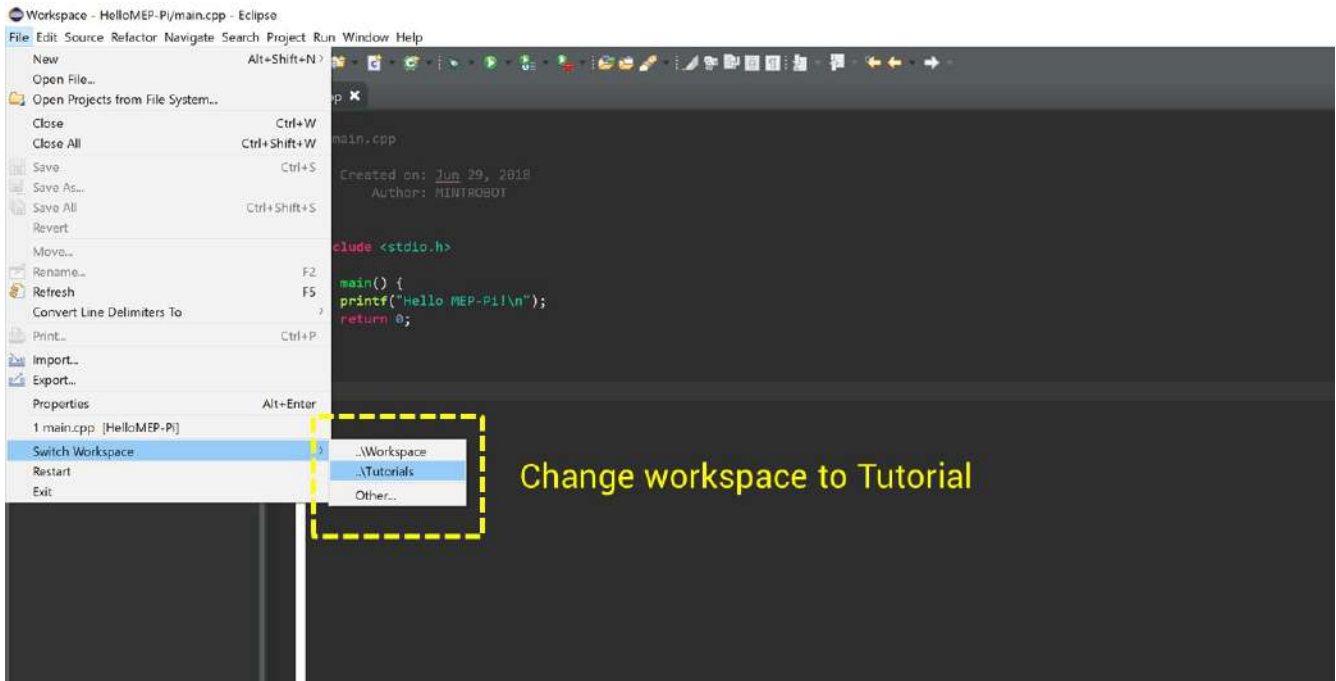 Workspace - HelloMEP-Pi/main.cpp - Eclipse
File Edit Source Refactor Navigate Search Project Run Window Help
New Alt+Shift+N
Open File...
Open Projects from File System...
Close Ctrl+W
Close All Ctrl+Shift+W
Save Ctrl+S
Save As...
Save All Ctrl+Shift+S
Revert
Move...
Rename... F2
Refresh F5
Convert Line Delimiters To
Print... Ctrl+P
Import...
Export...
Properties Alt+Enter
1 main.cpp [HelloMEP-Pi]
Switch Workspace
Restart
Exit
..\Workspace
..\Tutorials
Other...
pp
main.cpp
Created on: Jun 29, 2018
Author: MINTROBOT
clude <stdio.h>
main() {
printf("Hello MEP-Pi!\n");
return 0;
Change workspace to Tutorial